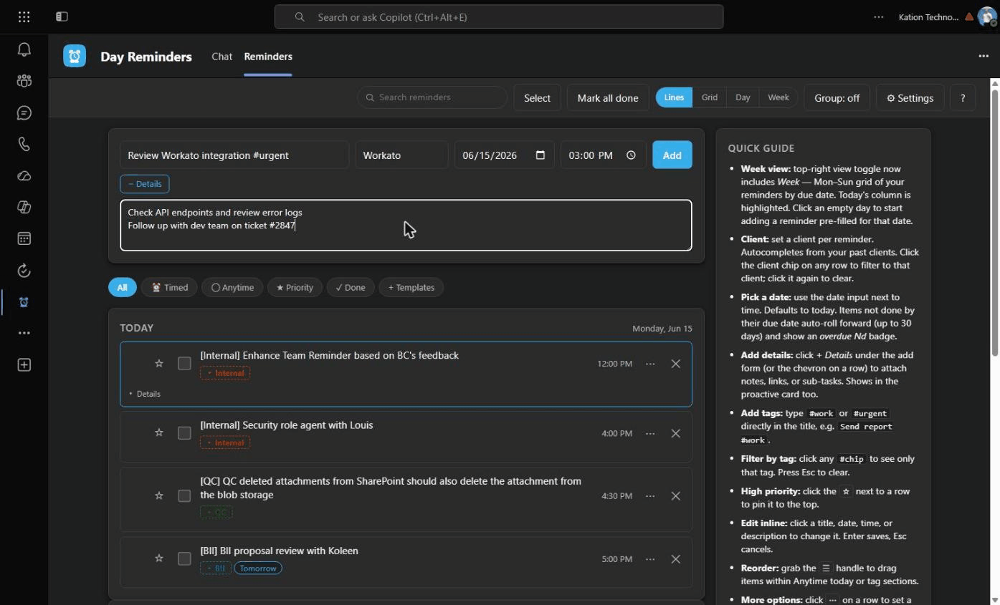 Search or ask Copilot (Ctrl+Alt+E)
Kation Techno...
Day Reminders
Chat
Reminders
Search reminders
Select
Mark all done
Lines
Grid
Day
Week
Group: off
⚙ Settings
?
Review Workato integration #urgent
Workato
06/15/2026
03:00 PM
Add
− Details
Check API endpoints and review error logs
Follow up with dev team on ticket #2847
All
⏰ Timed
◯ Anytime
★ Priority
✓ Done
+ Templates
TODAY
Monday, Jun 15
[Internal] Enhance Team Reminder based on BC's feedback
• Internal
12:00 PM
Details
[Internal] Security role agent with Louis
• Internal
4:00 PM
[QC] QC deleted attachments from SharePoint should also delete the attachment from
the blob storage
• QC
4:30 PM
[BII] BII proposal review with Koleen
• BII
Tomorrow
5:00 PM
QUICK GUIDE
• Week view: top-right view toggle now
includes Week — Mon–Sun grid of your
reminders by due date. Today's column is
highlighted. Click an empty day to start
adding a reminder pre-filled for that date.
• Client: set a client per reminder.
Autocompletes from your past clients. Click
the client chip on any row to filter to that
client; click it again to clear.
• Pick a date: use the date input next to
time. Defaults to today. Items not done by
their due date auto-roll forward (up to 30
days) and show an overdue Nd badge.
• Add details: click + Details under the add
form (or the chevron on a row) to attach
notes, links, or sub-tasks. Shows in the
proactive card too.
• Add tags: type #work or #urgent
directly in the title, e.g. Send report
#work .
• Filter by tag: click any #chip to see only
that tag. Press Esc to clear.
• High priority: click the ☆ next to a row
to pin it to the top.
• Edit inline: click a title, date, time, or
description to change it. Enter saves, Esc
cancels.
• Reorder: grab the ☰ handle to drag
items within Anytime today or tag sections.
• More options: click ··· on a row to set a